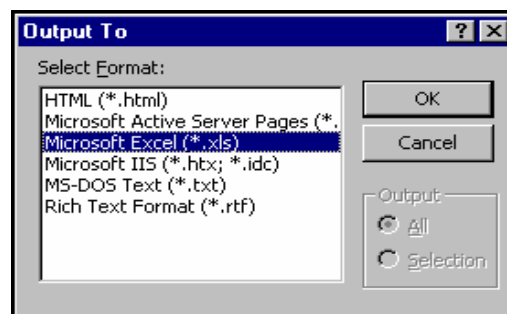 Output To
Select Format:
HTML (*.html)
Microsoft Active Server Pages (*.
Microsoft Excel (*.xls)
Microsoft IIS (*.htx; *.idc)
MS-DOS Text (*.txt)
Rich Text Format (*.rtf)
OK
Cancel
Output
All
Selection